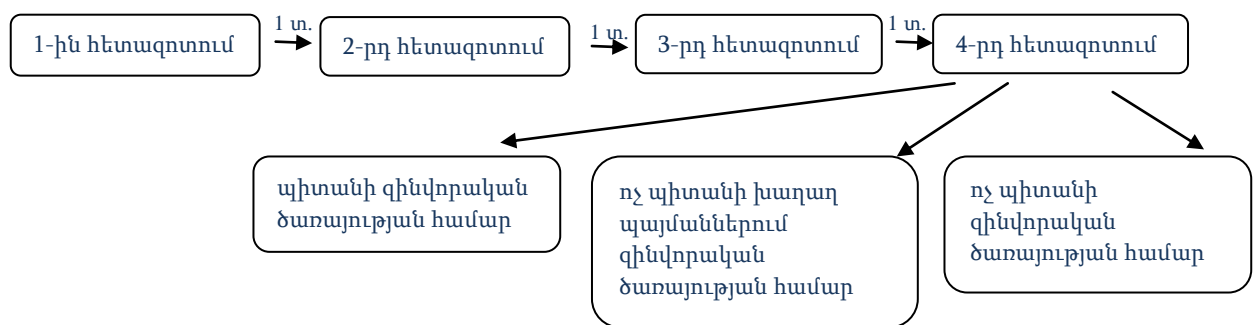 1-ին հետազոտում
1 տ.
2-րդ հետազոտում
1 տ.
3-րդ հետազոտում
1 տ.
4-րդ հետազոտում
պիտանի զինվորական
ծառայության համար
ոչ պիտանի խաղաղ
պայմաններում
զինվորական
ծառայության համար
ոչ պիտանի
զինվորական
ծառայության համար